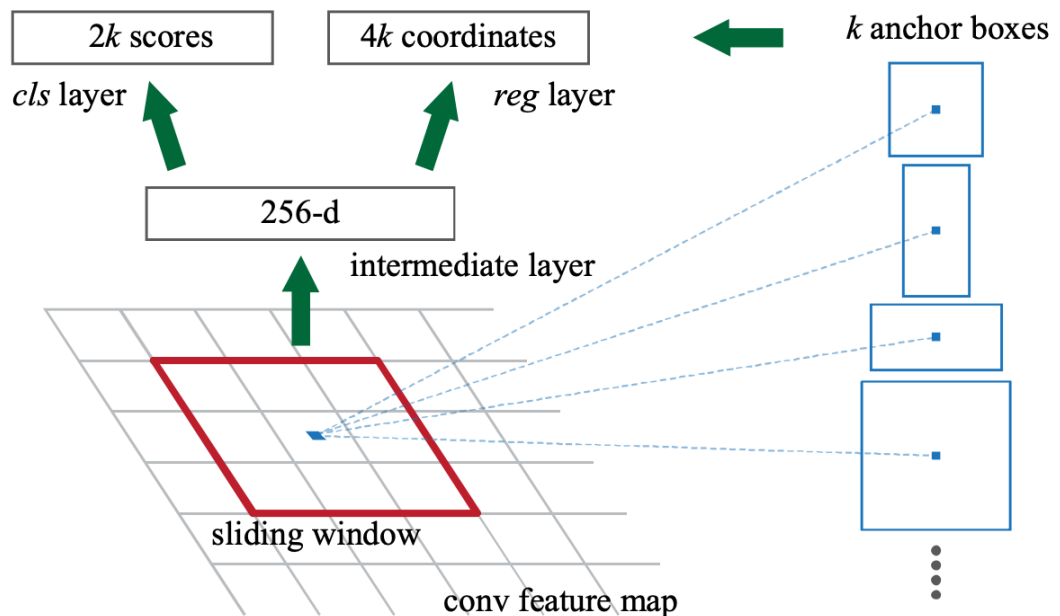 2k scores
4k coordinates
k anchor boxes
cls layer
reg layer
256-d
intermediate layer
sliding window
conv feature map